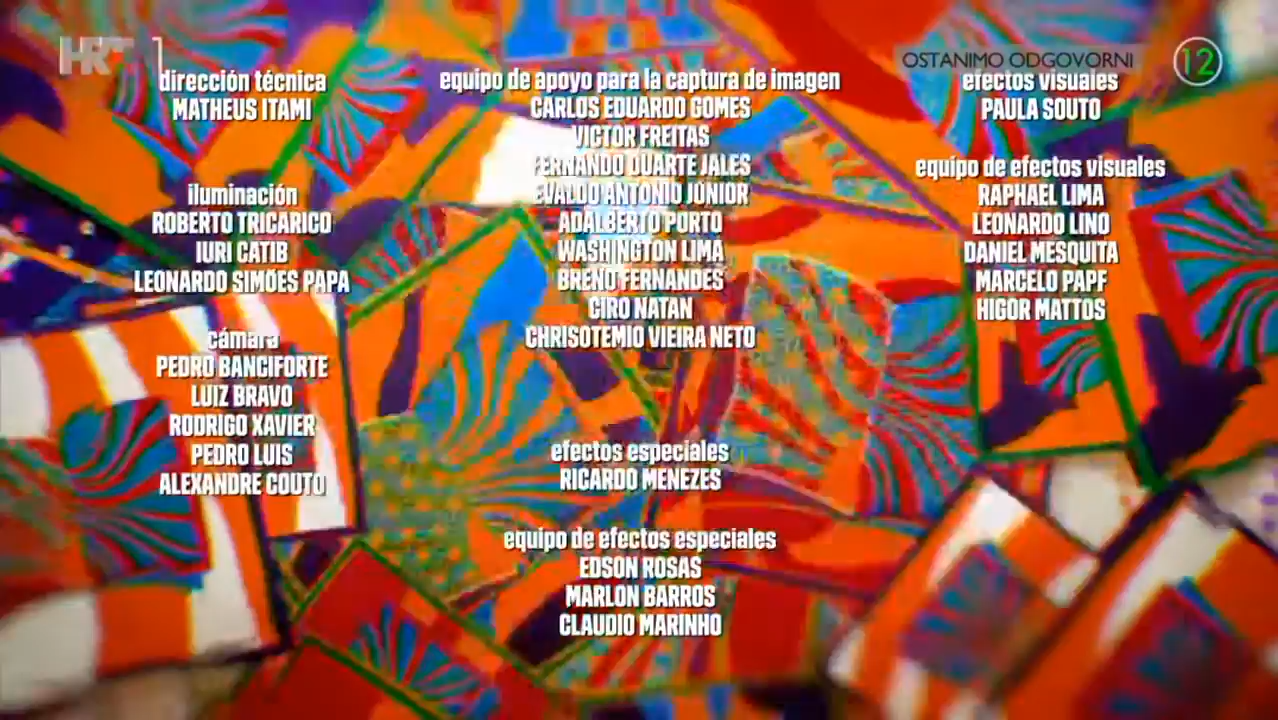 HRT1
OSTANIMO ODGOVORNI
12
dirección técnica
MATHEUS ITAMI
iluminación
ROBERTO TRICARICO
IURI CATIB
LEONARDO SIMÕES PAPA
cámara
PEDRO BANCIFORTE
LUIZ BRAVO
RODRIGO XAVIER
PEDRO LUIS
ALEXANDRE COUTO
equipo de apoyo para la captura de imagen
CARLOS EDUARDO GOMES
VICTOR FREITAS
FERNANDO DUARTE JALES
EVALDO ANTONIO JÚNIOR
ADALBERTO PORTO
WASHINGTON LIMA
BRENO FERNANDES
CIRO NATAN
CHRISOTEMIO VIEIRA NETO
efectos especiales
RICARDO MENEZES
equipo de efectos especiales
EDSON ROSAS
MARLON BARROS
CLAUDIO MARINHO
efectos visuales
PAULA SOUTO
equipo de efectos visuales
RAPHAEL LIMA
LEONARDO LINO
DANIEL MESQUITA
MARCELO PAPF
HIGOR MATTOS